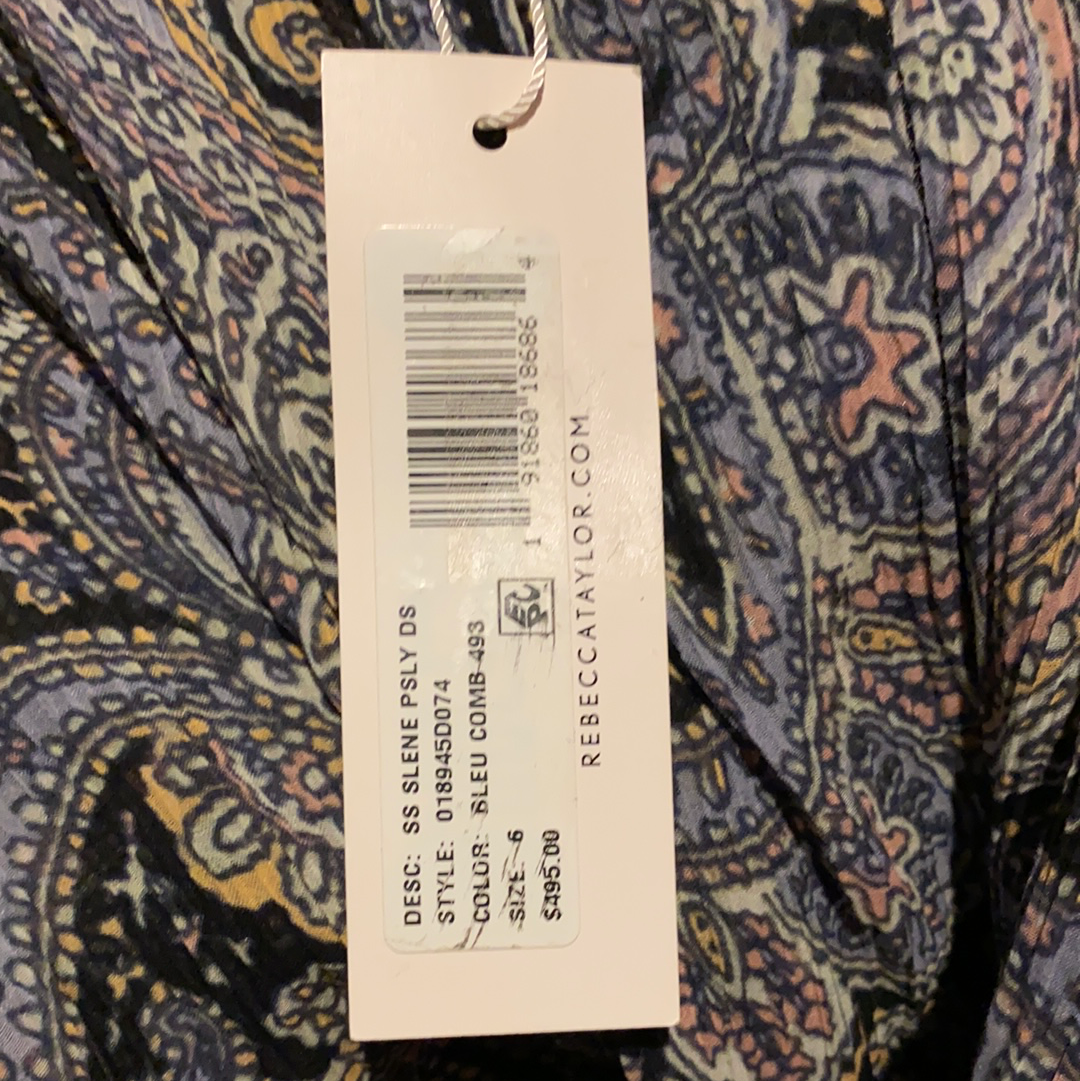 DESC: SS SLENE PSLY DS
STYLE: 018945D074
COLOR: BLEU COMB-493
SIZE: 6
$495.00
1 91860 18686 4
REBECCATAYLOR.COM